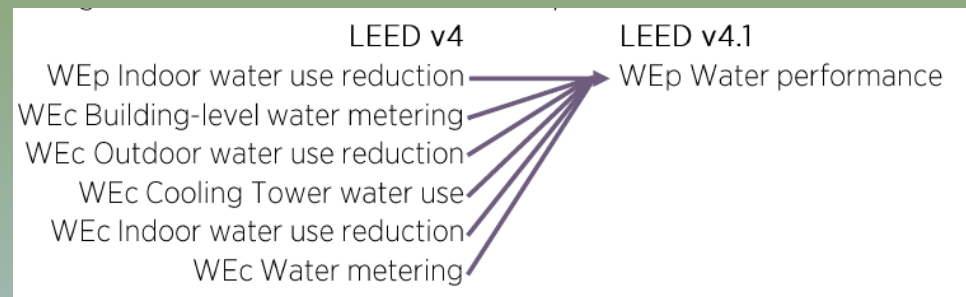 LEED v4 LEED v4.1
WEp Indoor water use reduction WEp Water performance
WEc Building-level water metering
WEc Outdoor water use reduction
WEc Cooling Tower water use
WEc Indoor water use reduction
WEc Water metering